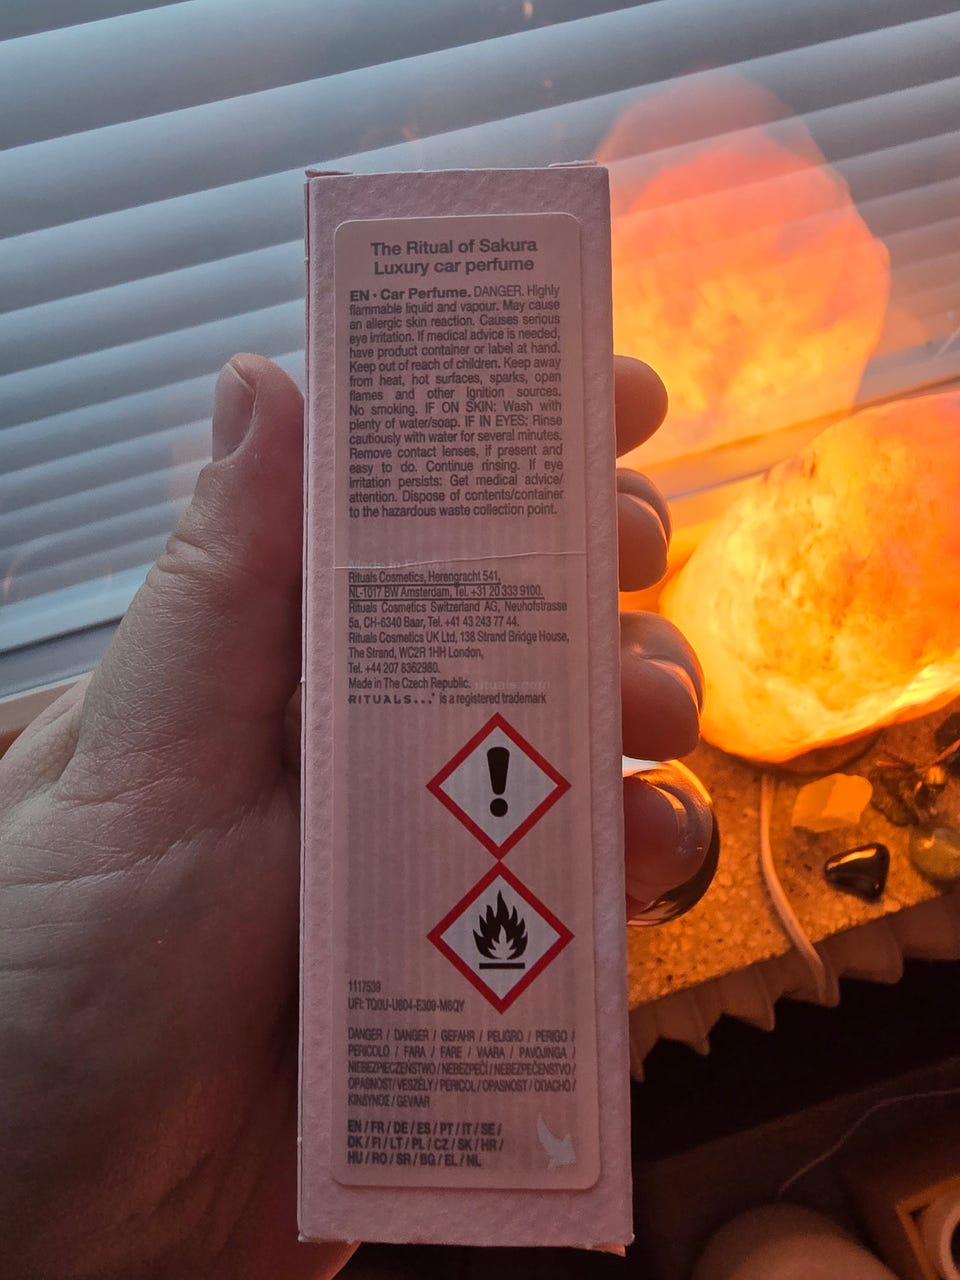 The Ritual of Sakura
Luxury car perfume
EN • Car Perfume. DANGER. Highly
flammable liquid and vapour. May cause
an allergic skin reaction. Causes serious
eye irritation. If medical advice is needed,
have product container or label at hand.
Keep out of reach of children. Keep away
from heat, hot surfaces, sparks, open
flames and other ignition sources.
No smoking. IF ON SKIN: Wash with
plenty of water/soap. IF IN EYES: Rinse
cautiously with water for several minutes.
Remove contact lenses, if present and
easy to do. Continue rinsing. If eye
irritation persists: Get medical advice/
attention. Dispose of contents/container
to the hazardous waste collection point.
Rituals Cosmetics, Herengracht 541,
NL-1017 BW Amsterdam, Tel. +31 20 333 9100.
Rituals Cosmetics Switzerland AG, Neuhofstrasse
5a, CH-6340 Baar, Tel. +41 43 243 77 44.
Rituals Cosmetics UK Ltd, 138 Strand Bridge House,
The Strand, WC2R 1HH London,
Tel. +44 207 8362980.
Made in The Czech Republic. rituals.com
RITUALS...® is a registered trademark
1117539
UFI: TQ0U-U604-E309-M6QY
DANGER / DANGER / GEFAHR / PELIGRO / PERIGO /
PERICOLO / FARA / FARE / VAARA / PAVOJINGA /
NIEBEZPIECZEŃSTWO / NEBEZPEČÍ / NEBEZPEČENSTVO /
OPASNOST / VESZÉLY / PERICOL / OPASNOST / ОПАСНО /
ΚΙΝΔΥΝΟΣ / GEVAAR
EN / FR / DE / ES / PT / IT / SE /
DK / FI / LT / PL / CZ / SK / HR /
HU / RO / SR / BG / EL / NL